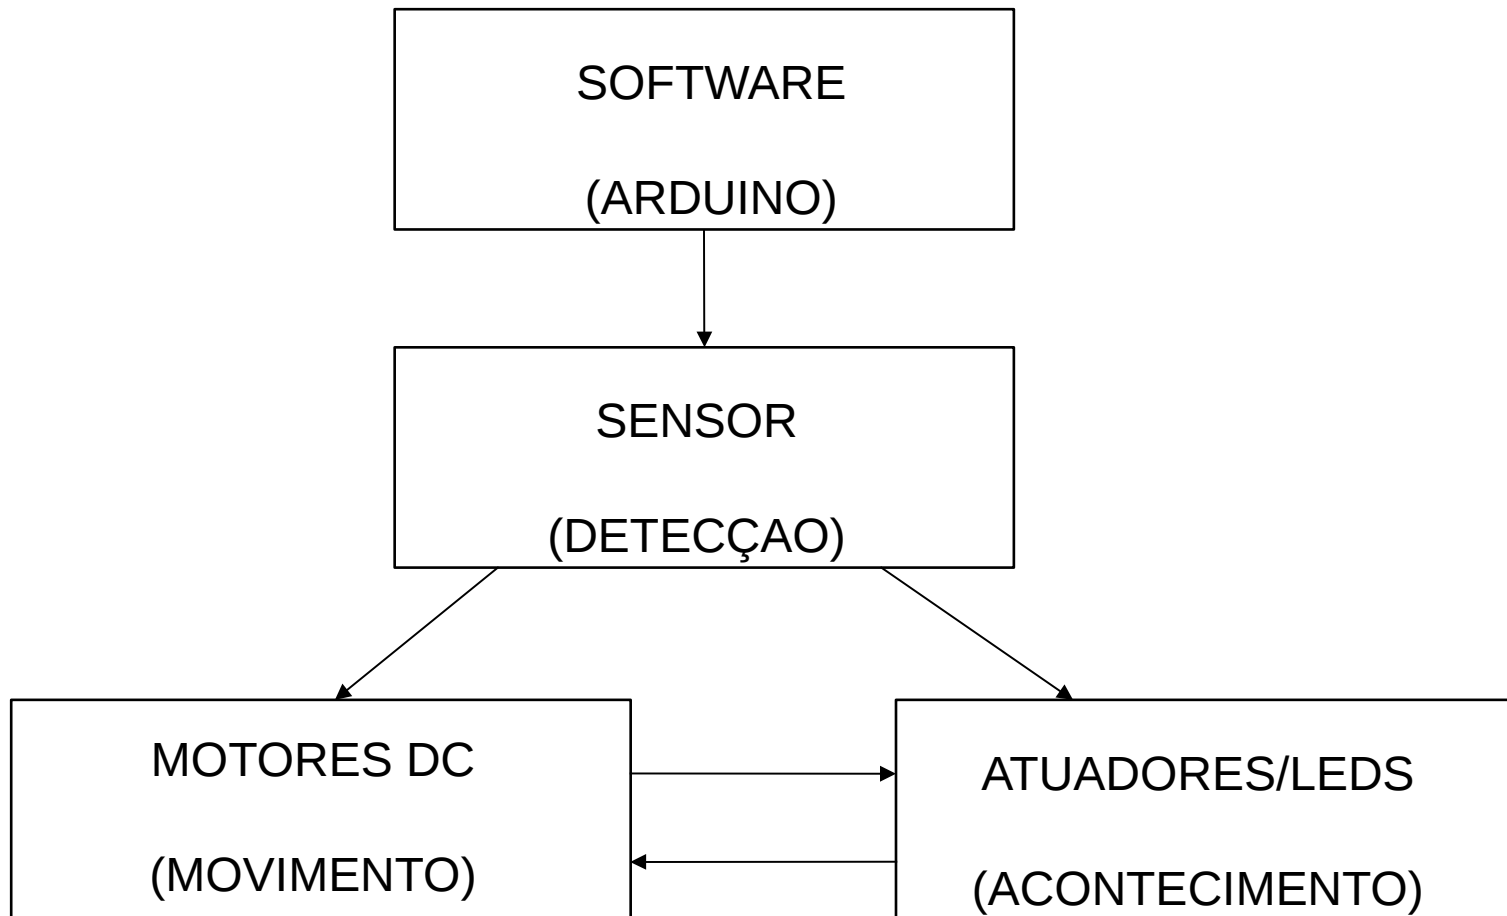 SOFTWARE
(ARDUINO)
SENSOR
(DETECÇAO)
MOTORES DC
(MOVIMENTO)
ATUADORES/LEDS
(ACONTECIMENTO)